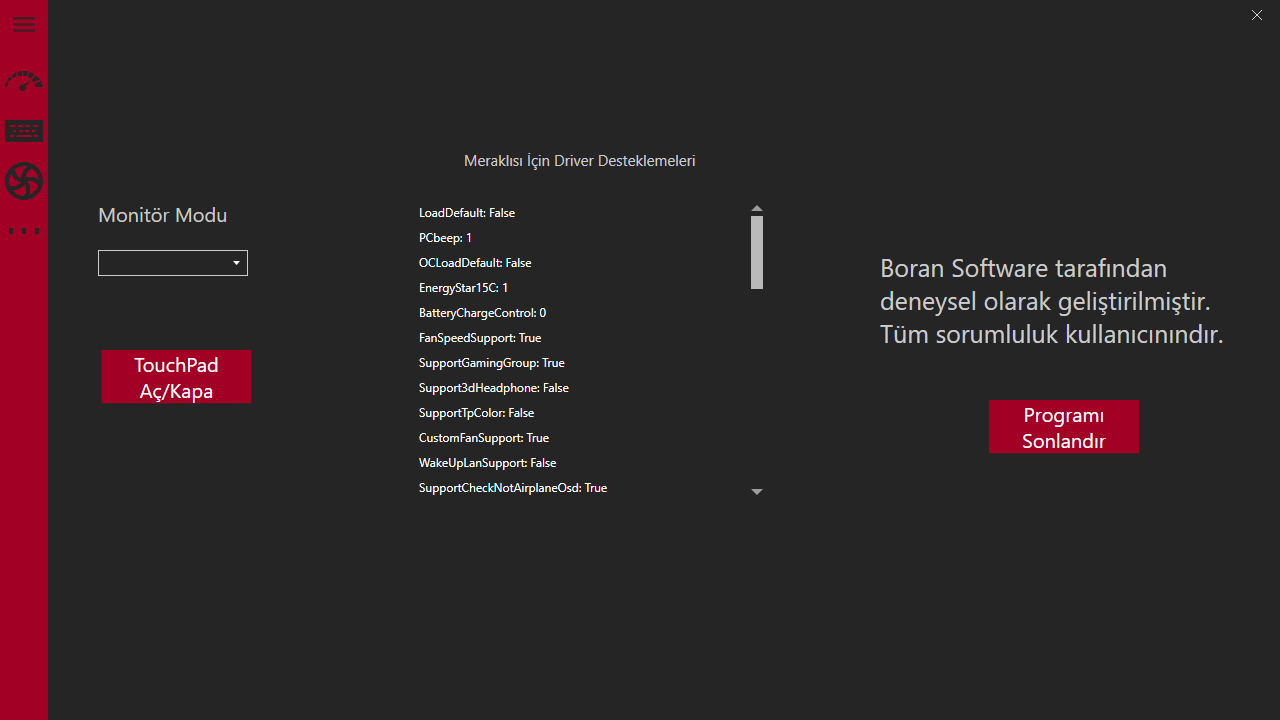 Meraklısı İçin Driver Desteklemeleri
Monitör Modu
TouchPad
Aç/Kapa
LoadDefault: False
PCbeep: 1
OCLoadDefault: False
EnergyStar15C: 1
BatteryChargeControl: 0
FanSpeedSupport: True
SupportGamingGroup: True
Support3dHeadphone: False
SupportTpColor: False
CustomFanSupport: True
WakeUpLanSupport: False
SupportCheckNotAirplaneOsd: True
Boran Software tarafından
deneysel olarak geliştirilmiştir.
Tüm sorumluluk kullanıcınındır.
Programı
Sonlandır